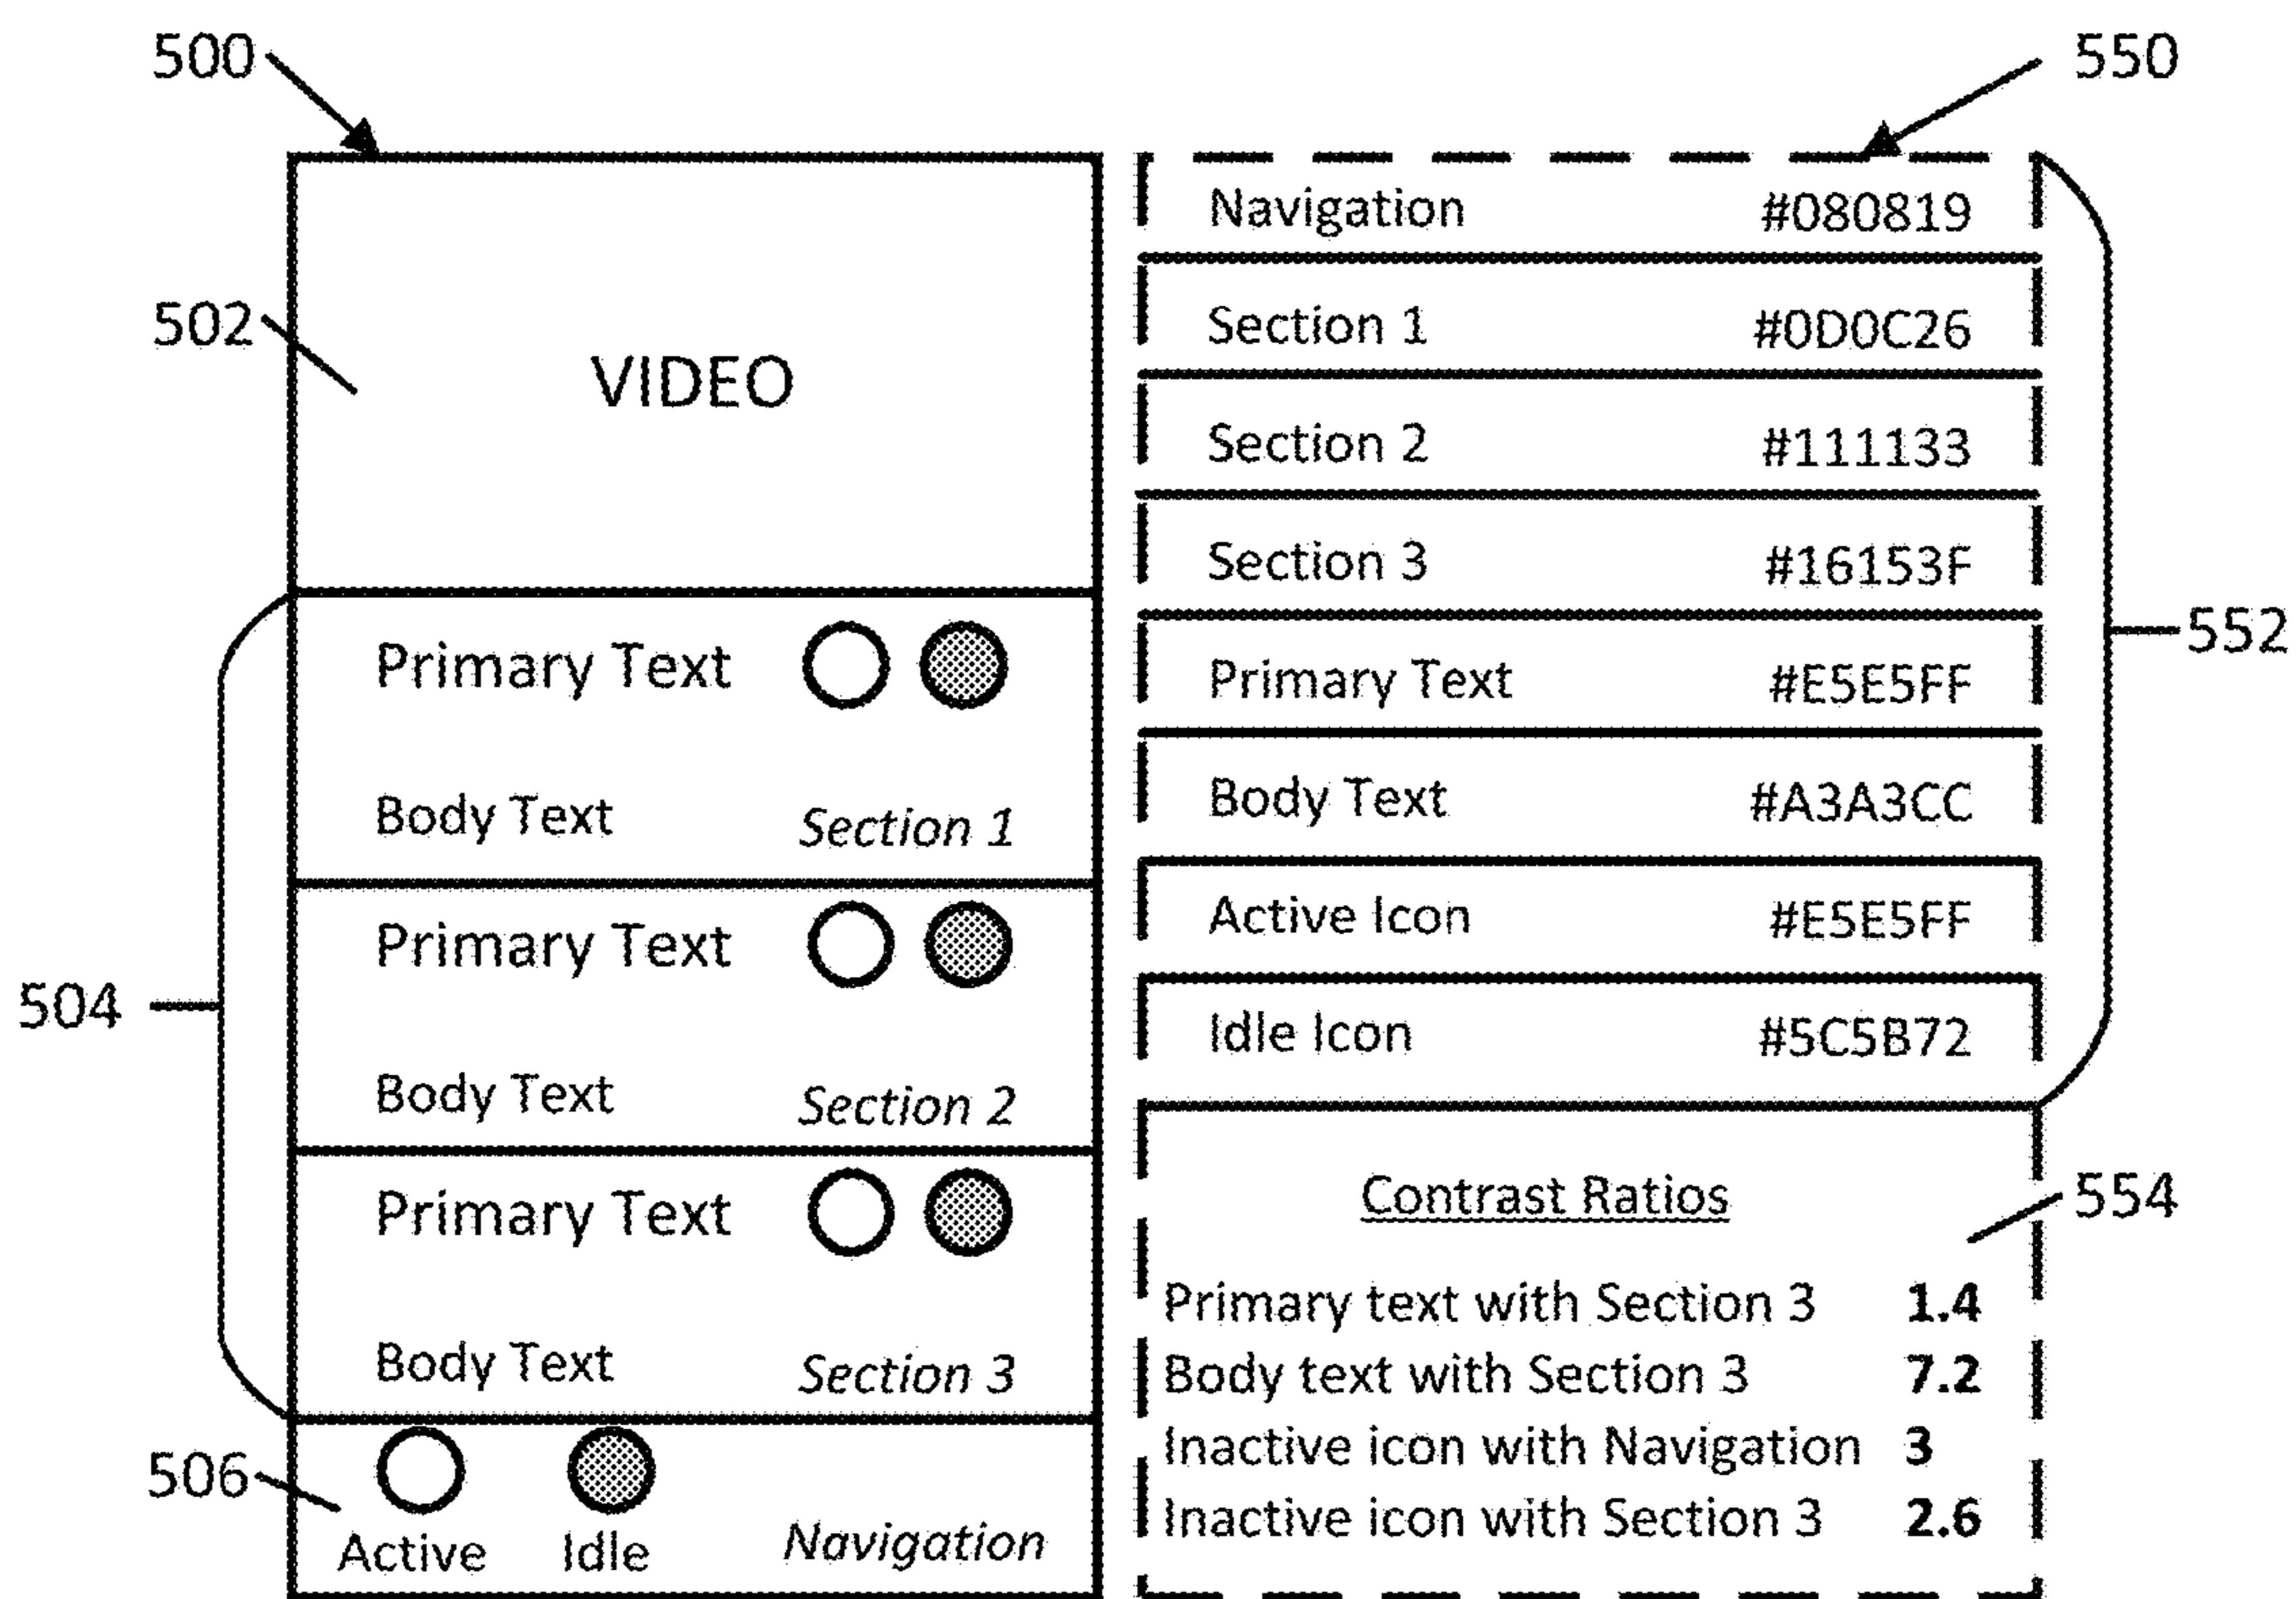 500
550
502
VIDEO
504
Primary Text
Body Text
Section 1
Primary Text
Body Text
Section 2
Primary Text
Body Text
Section 3
506
Active
Idle
Navigation
Navigation #080819
Section 1 #0D0C26
Section 2 #111133
Section 3 #16153F
Primary Text #E5E5FF
Body Text #A3A3CC
Active Icon #E5E5FF
Idle Icon #5C5B72
552
Contrast Ratios
554
Primary text with Section 3 1.4
Body text with Section 3 7.2
Inactive icon with Navigation 3
Inactive icon with Section 3 2.6